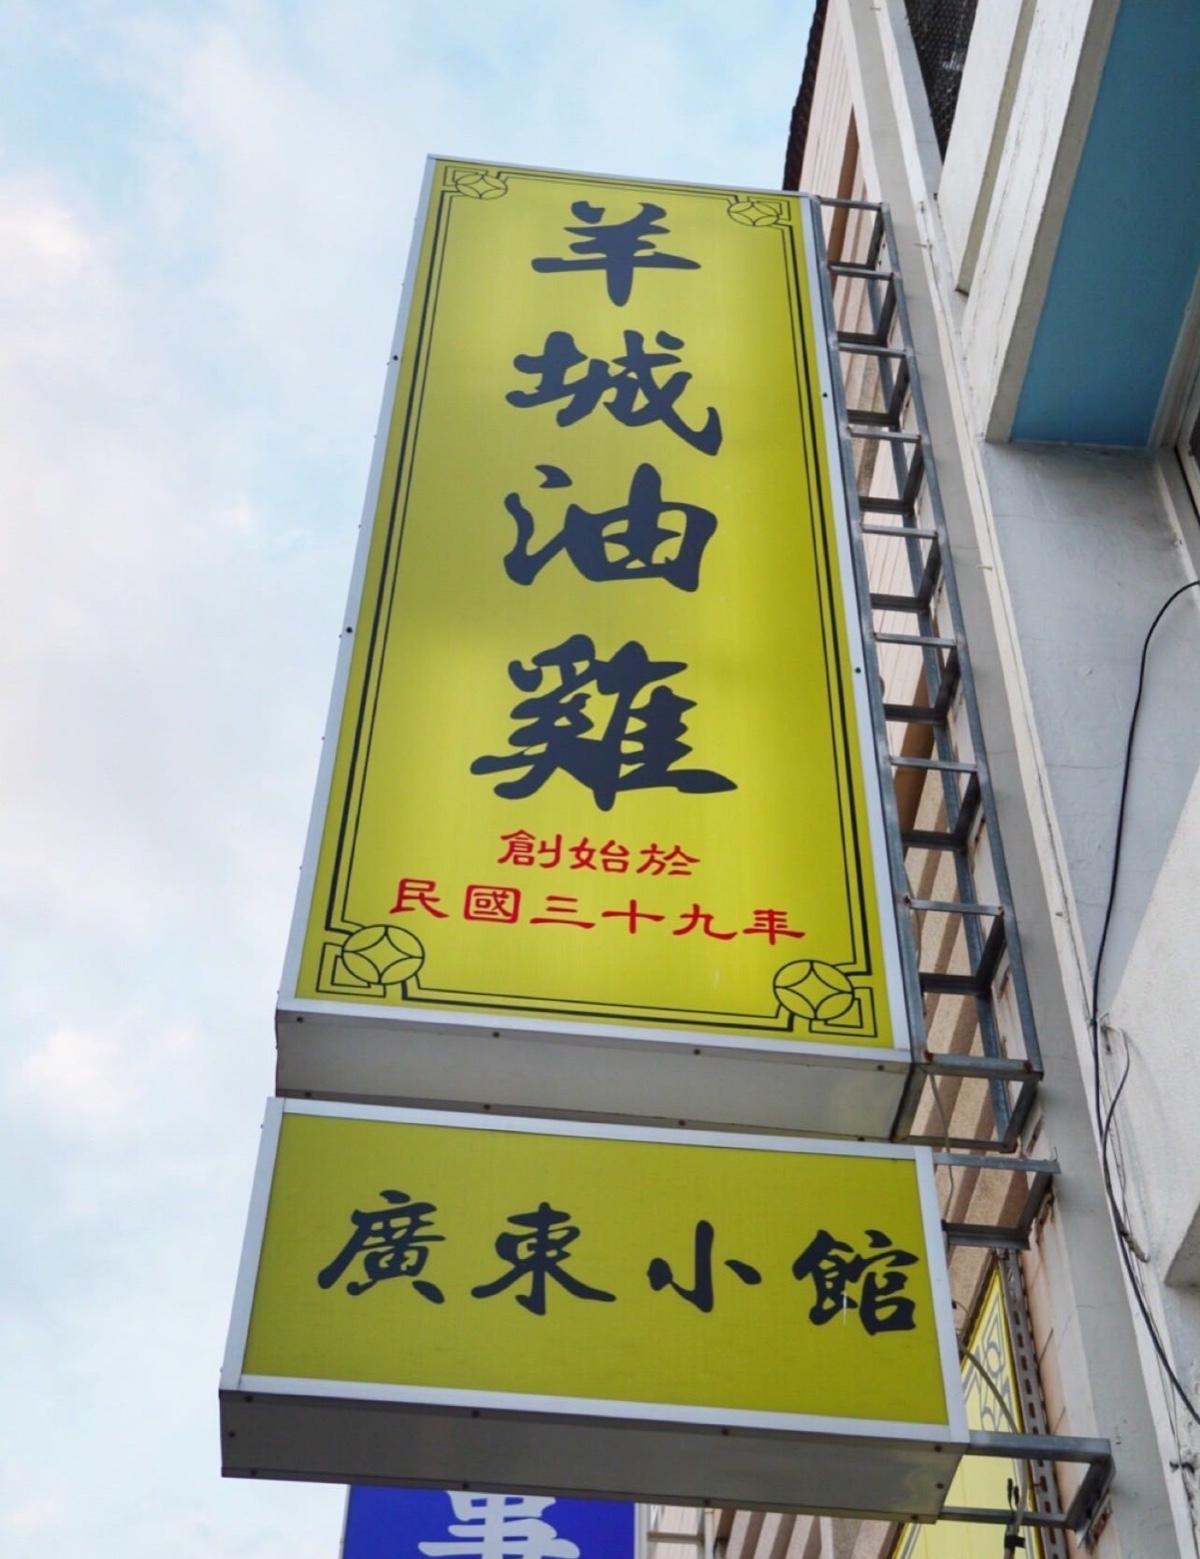 羊城油雞
創始於
民國三十九年
廣東小館